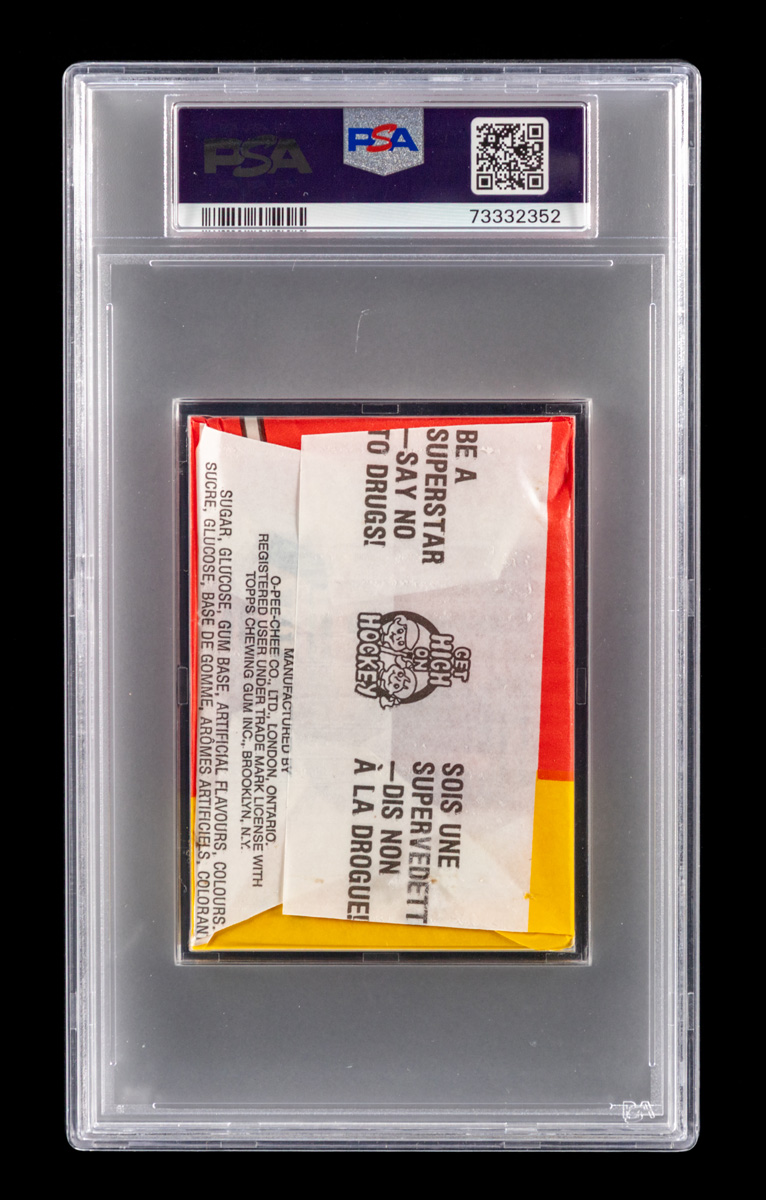 PSA
PSA
73332352
BE A
SUPERSTAR
—SAY NO
TO DRUGS!
GET
HIGH
ON
HOCKEY
SOIS UNE
SUPERVEDETT
—DIS NON
À LA DROGUE!
MANUFACTURED BY
O-PEE-CHEE CO., LTD., LONDON, ONTARIO.
REGISTERED USER UNDER TRADE MARK LICENSE WITH
TOPPS CHEWING GUM INC., BROOKLYN, N.Y.
SUGAR, GLUCOSE, GUM BASE, ARTIFICIAL FLAVOURS, COLOURS.
SUCRE, GLUCOSE, BASE DE GOMME, ARÔMES ARTIFICIELS, COLORAN
PSA